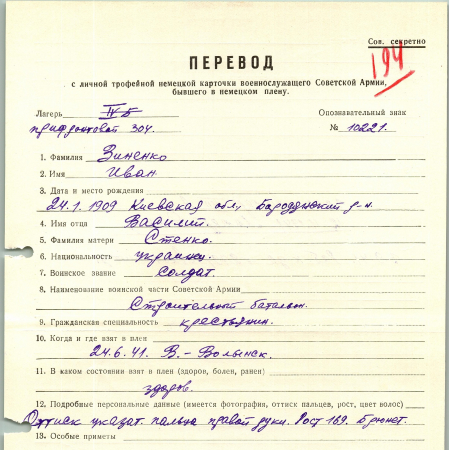 Сов. секретно
194
ПЕРЕВОД
с личной трофейной немецкой карточки военнослужащего Советской Армии,
бывшего в немецком плену.
Лагерь IV Б Опознавательный знак
прифронтовой 304. № 10221.
1. Фамилия Зиненко
2. Имя Иван
3. Дата и место рождения
24.1.1909 Киевская обл. Бородянский р-н.
4. Имя отца Василий.
5. Фамилия матери Стенко.
6. Национальность украинец.
7. Воинское звание солдат.
8. Наименование воинской части Советской Армии
Строительный батальон.
9. Гражданская специальность крестьянин.
10. Когда и где взят в плен
24.6.41. В.-Волынск.
11. В каком состоянии взят в плен (здоров, болен, ранен)
здоров.
12. Подробные персональные данные (имеется фотография, оттиск пальцев, рост, цвет волос)
Оттиск указат. пальца правой руки. Рост 169. Брюнет.
13. Особые приметы